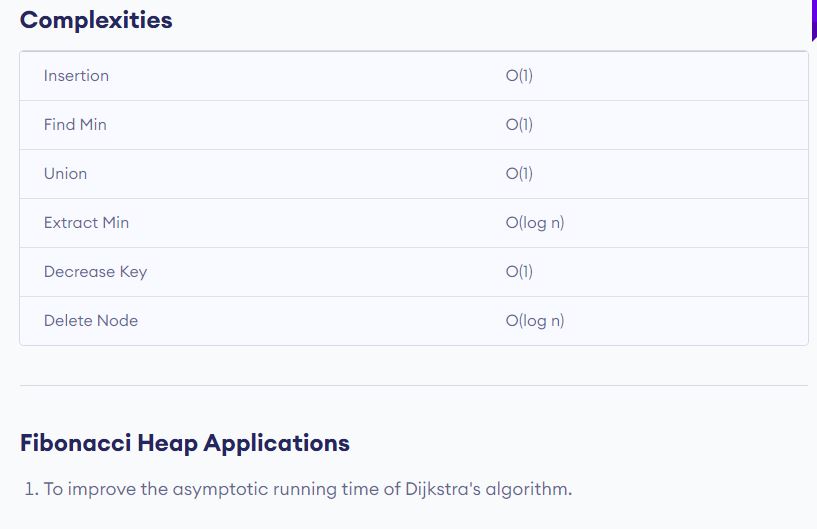 Complexities
Insertion O(1)
Find Min O(1)
Union O(1)
Extract Min O(log n)
Decrease Key O(1)
Delete Node O(log n)
Fibonacci Heap Applications
1. To improve the asymptotic running time of Dijkstra's algorithm.